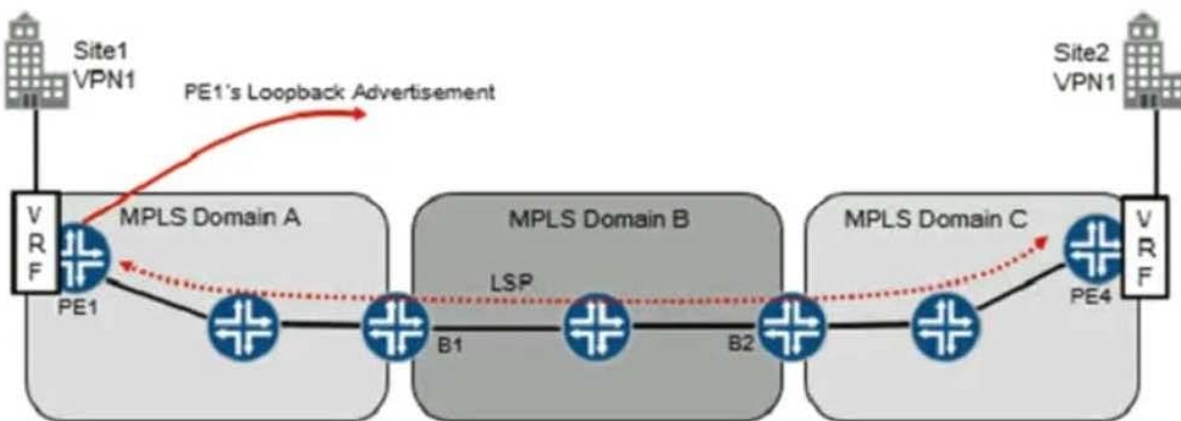 Site1
VPN1
Site2
VPN1
PE1's Loopback Advertisement
V
R
F
MPLS Domain A
MPLS Domain B
MPLS Domain C
V
R
F
LSP
PE1
PE4
B1
B2